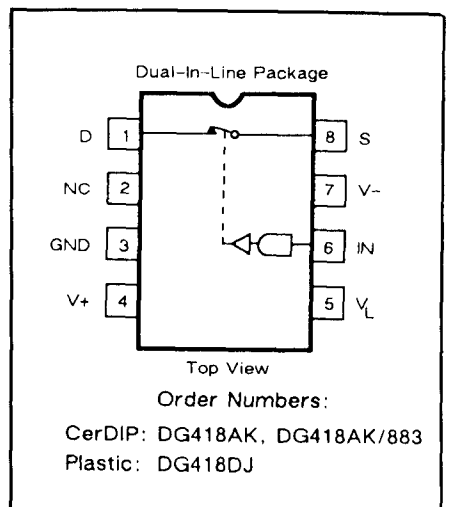 Dual-In-Line Package
D 1 8 S
NC 2 7 V-
GND 3 6 IN
V+ 4 5 VL
Top View
Order Numbers:
CerDIP: DG418AK, DG418AK/883
Plastic: DG418DJ